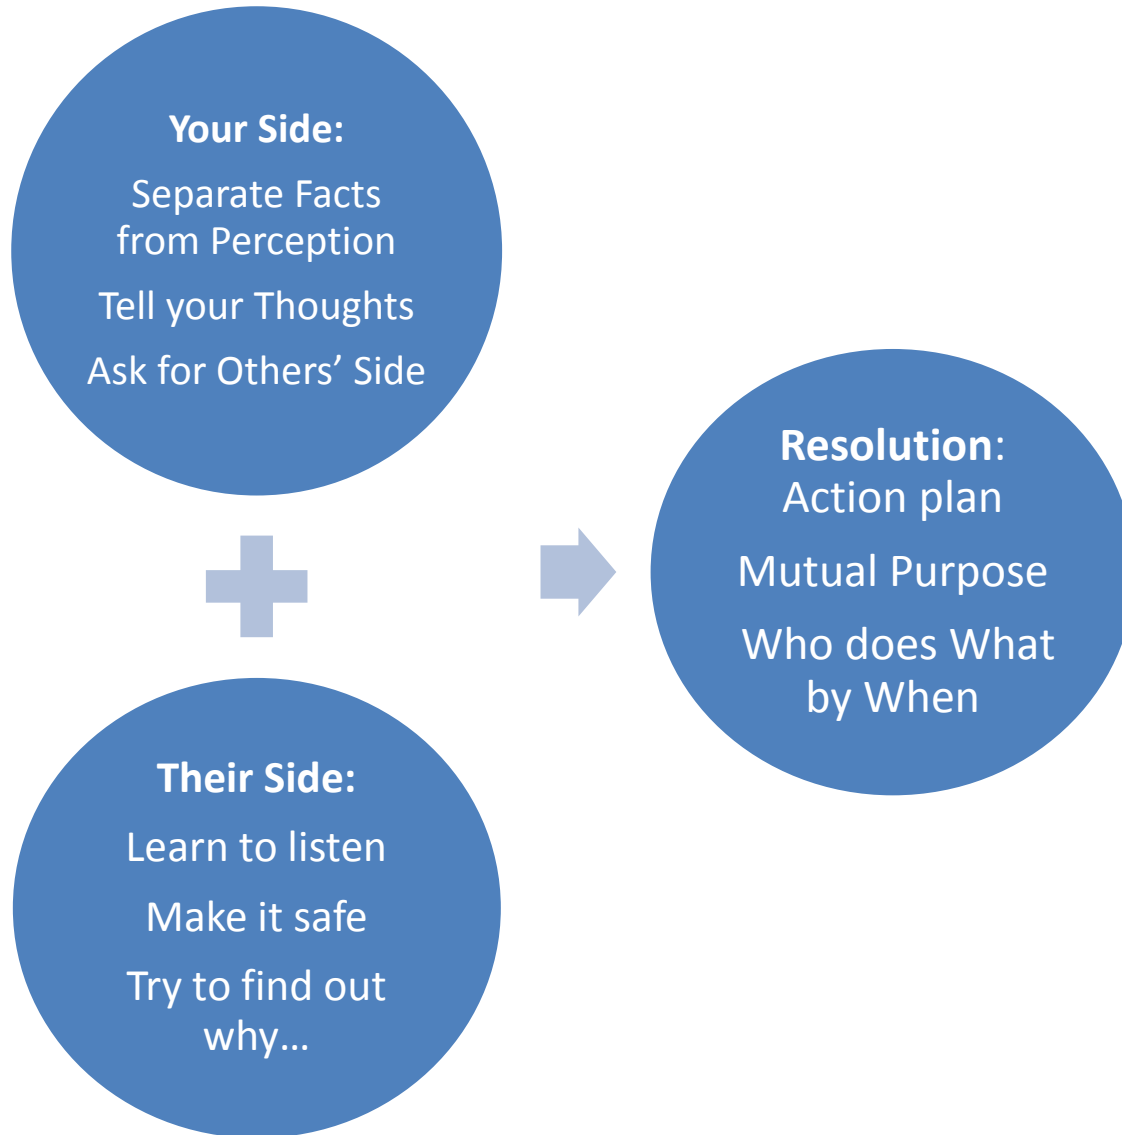 Your Side:
Separate Facts
from Perception
Tell your Thoughts
Ask for Others’ Side
Their Side:
Learn to listen
Make it safe
Try to find out
why…
Resolution:
Action plan
Mutual Purpose
Who does What
by When